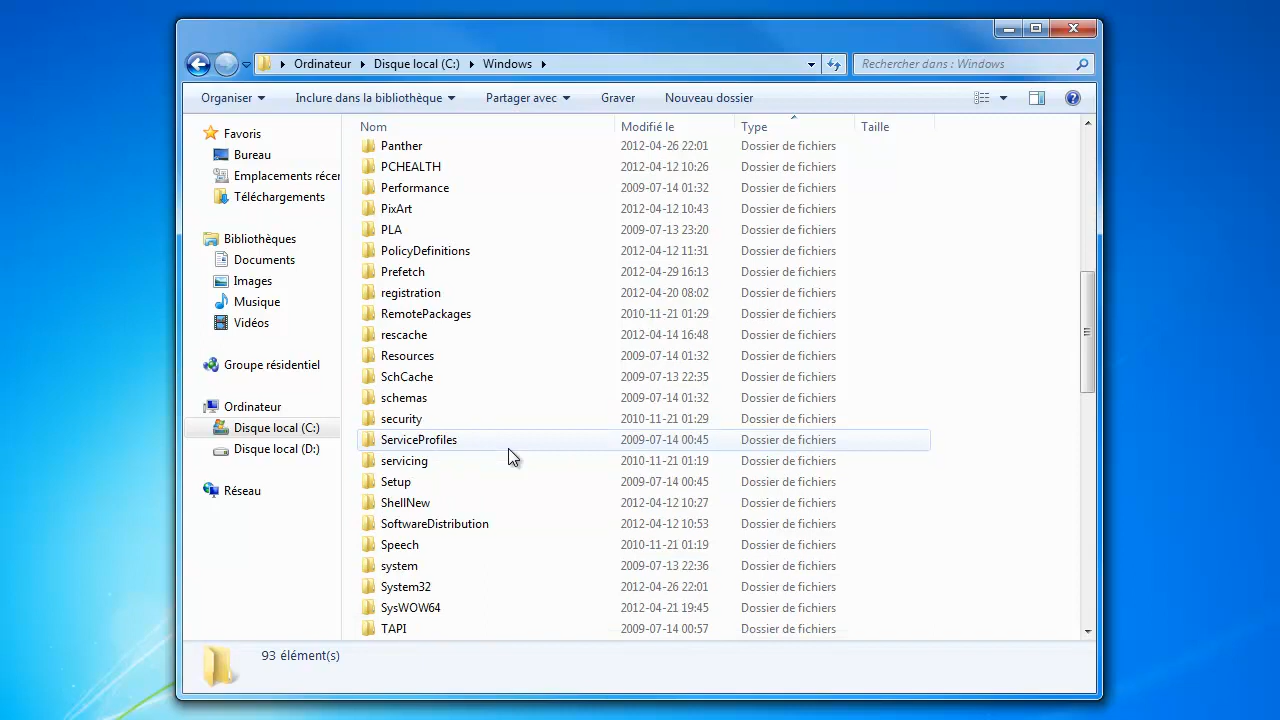 Ordinateur Disque local (C:) Windows Rechercher dans : Windows
Organiser Inclure dans la bibliothèque Partager avec Graver Nouveau dossier
Favoris
Bureau
Emplacements récer
Téléchargements
Bibliothèques
Documents
Images
Musique
Vidéos
Groupe résidentiel
Ordinateur
Disque local (C:)
Disque local (D:)
Réseau
Nom Modifié le Type Taille
Panther 2012-04-26 22:01 Dossier de fichiers
PCHEALTH 2012-04-12 10:26 Dossier de fichiers
Performance 2009-07-14 01:32 Dossier de fichiers
PixArt 2012-04-12 10:43 Dossier de fichiers
PLA 2009-07-13 23:20 Dossier de fichiers
PolicyDefinitions 2012-04-12 11:31 Dossier de fichiers
Prefetch 2012-04-29 16:13 Dossier de fichiers
registration 2012-04-20 08:02 Dossier de fichiers
RemotePackages 2010-11-21 01:29 Dossier de fichiers
rescache 2012-04-14 16:48 Dossier de fichiers
Resources 2009-07-14 01:32 Dossier de fichiers
SchCache 2009-07-13 22:35 Dossier de fichiers
schemas 2009-07-14 01:32 Dossier de fichiers
security 2010-11-21 01:29 Dossier de fichiers
ServiceProfiles 2009-07-14 00:45 Dossier de fichiers
servicing 2010-11-21 01:19 Dossier de fichiers
Setup 2009-07-14 00:45 Dossier de fichiers
ShellNew 2012-04-12 10:27 Dossier de fichiers
SoftwareDistribution 2012-04-12 10:53 Dossier de fichiers
Speech 2010-11-21 01:19 Dossier de fichiers
system 2009-07-13 22:36 Dossier de fichiers
System32 2012-04-26 22:01 Dossier de fichiers
SysWOW64 2012-04-21 19:45 Dossier de fichiers
TAPI 2009-07-14 00:57 Dossier de fichiers
93 élément(s)